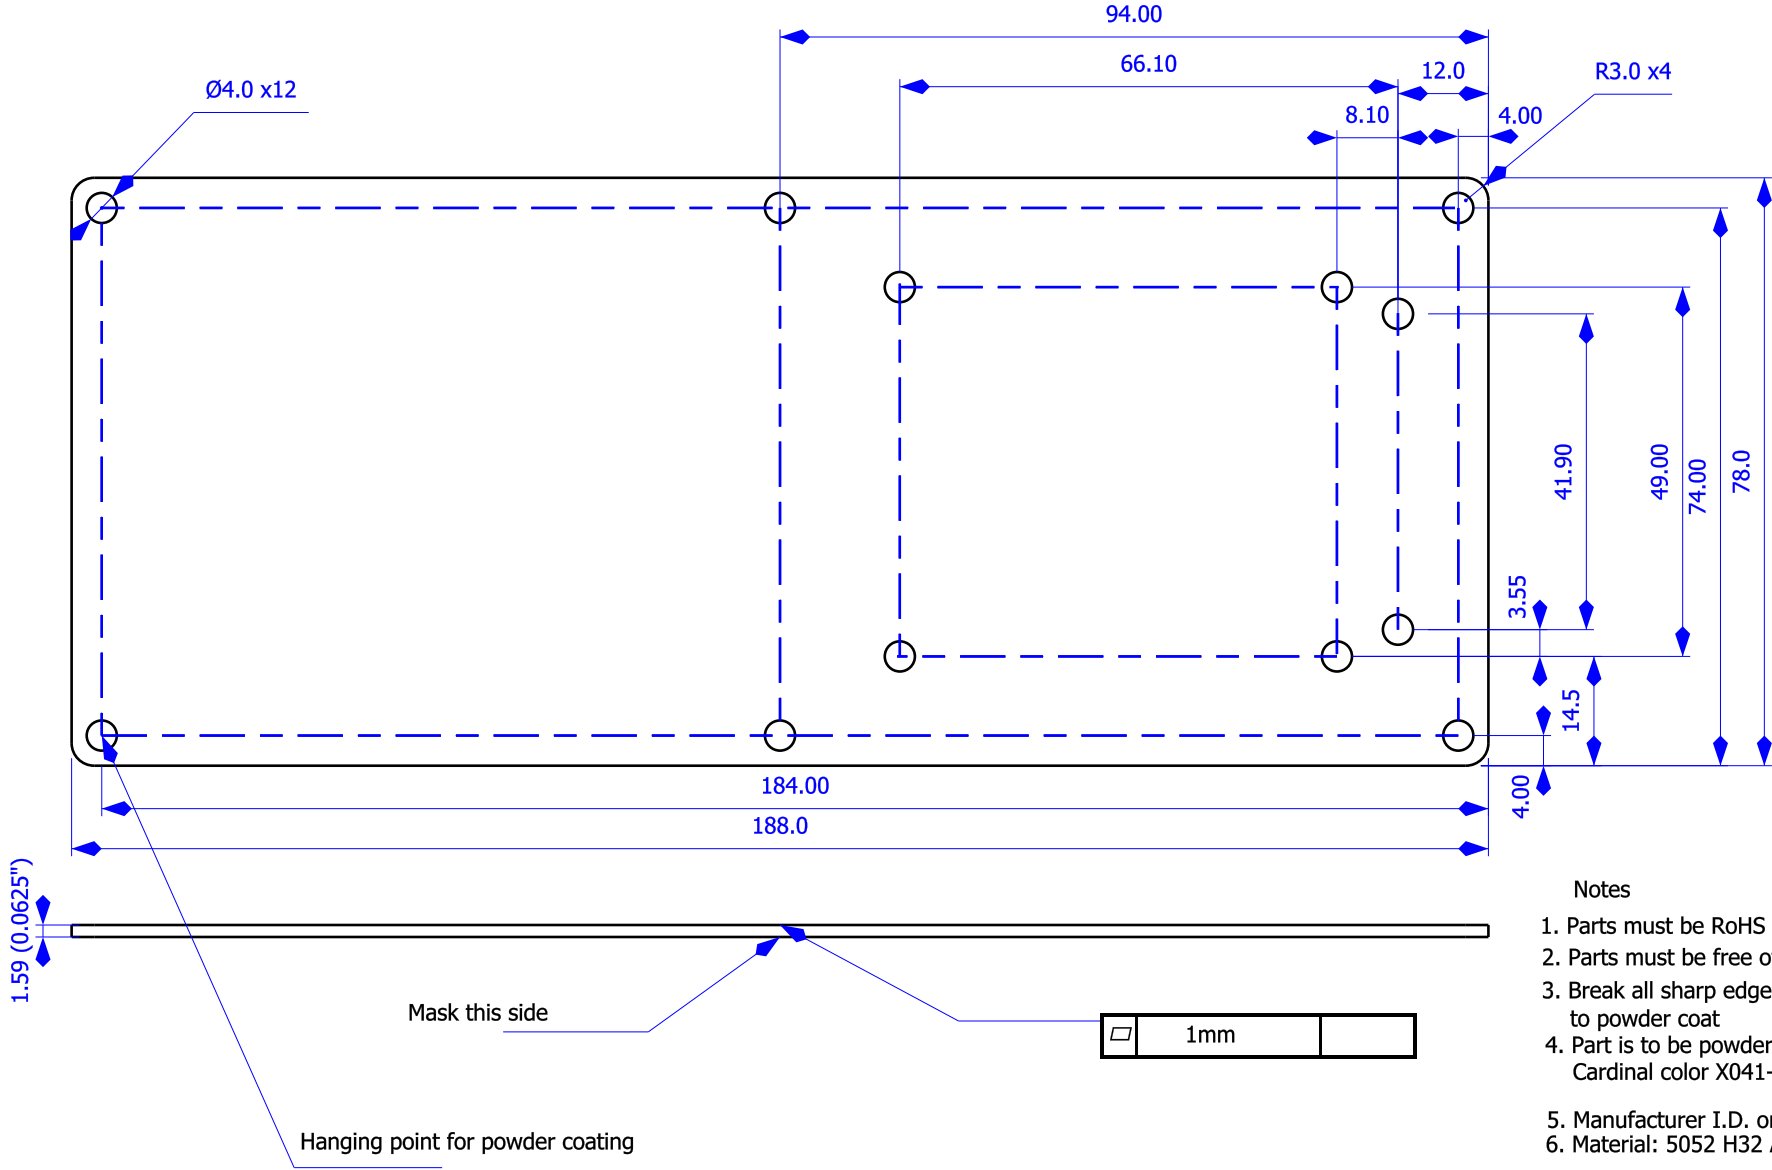 94.00
66.10
12.0
R3.0 x4
Ø4.0 x12
8.10
4.00
41.90
49.00
74.00
78.0
3.55
14.5
4.00
184.00
188.0
1.59 (0.0625")
Mask this side
1mm
Hanging point for powder coating
Notes
1. Parts must be RoHS
2. Parts must be free
3. Break all sharp edge
to powder coat
4. Part is to be powder
Cardinal color X041-
5. Manufacturer I.D.
6. Material: 5052 H32